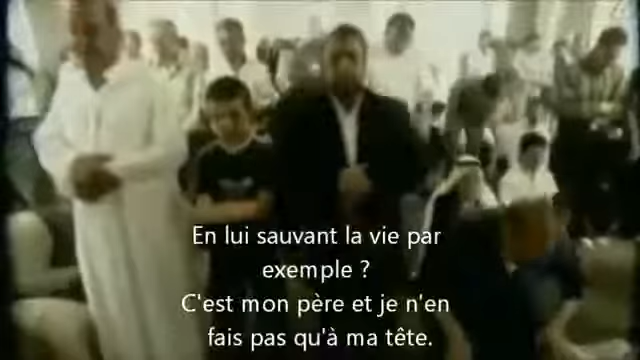 En lui sauvant la vie par
exemple ?
C'est mon père et je n'en
fais pas qu'à ma tête.